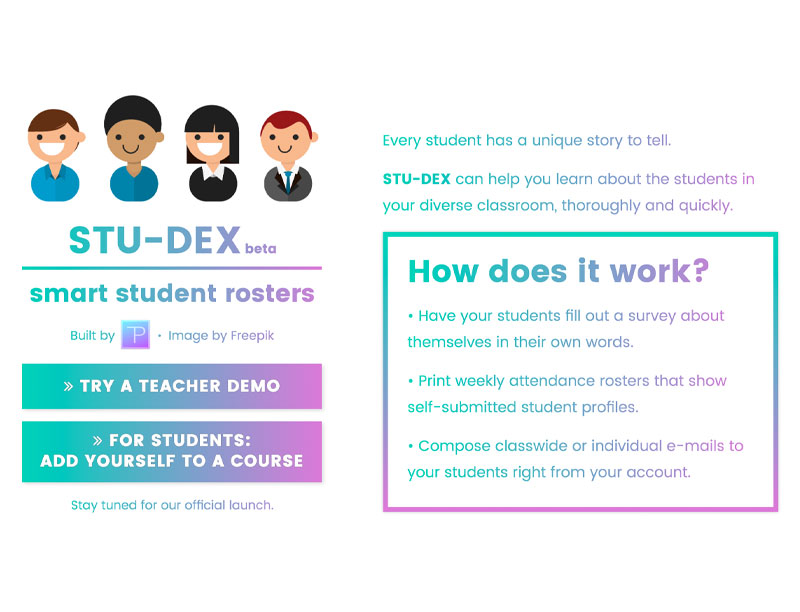 STU-DEX beta
smart student rosters
Built by TP • Image by Freepik
» TRY A TEACHER DEMO
» FOR STUDENTS:
ADD YOURSELF TO A COURSE
Stay tuned for our official launch.
Every student has a unique story to tell.
STU-DEX can help you learn about the students in
your diverse classroom, thoroughly and quickly.
How does it work?
• Have your students fill out a survey about
themselves in their own words.
• Print weekly attendance rosters that show
self-submitted student profiles.
• Compose classwide or individual e-mails to
your students right from your account.